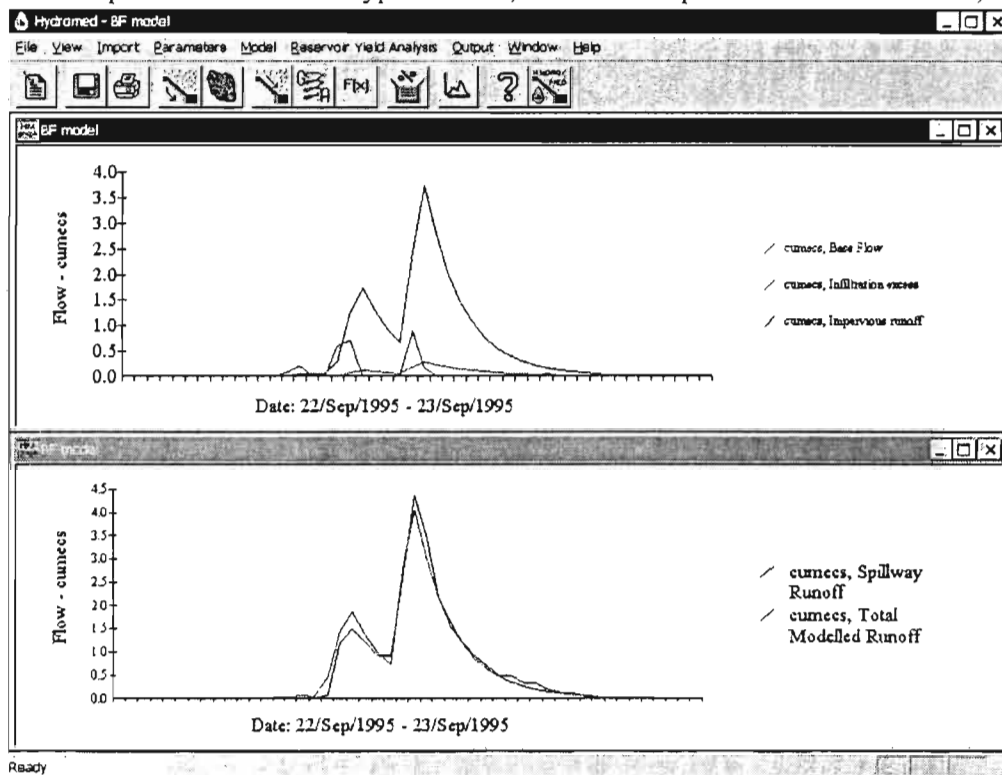 Hydromed - BF model
File View Import Parameters Model Reservoir Yield Analysis Output Window Help
F(x)
BF model
4.0
3.5
3.0
2.5
2.0
1.5
1.0
0.5
0.0
Flow - cumecs
Date: 22/Sep/1995 - 23/Sep/1995
cumecs, Base Flow
cumecs, Infiltration excess
cumecs, Impervious runoff
BF model
4.5
4.0
3.5
3.0
2.5
2.0
1.5
1.0
0.5
0.0
Flow - cumecs
Date: 22/Sep/1995 - 23/Sep/1995
cumecs, Spillway
Runoff
cumecs, Total
Modelled Runoff
Ready